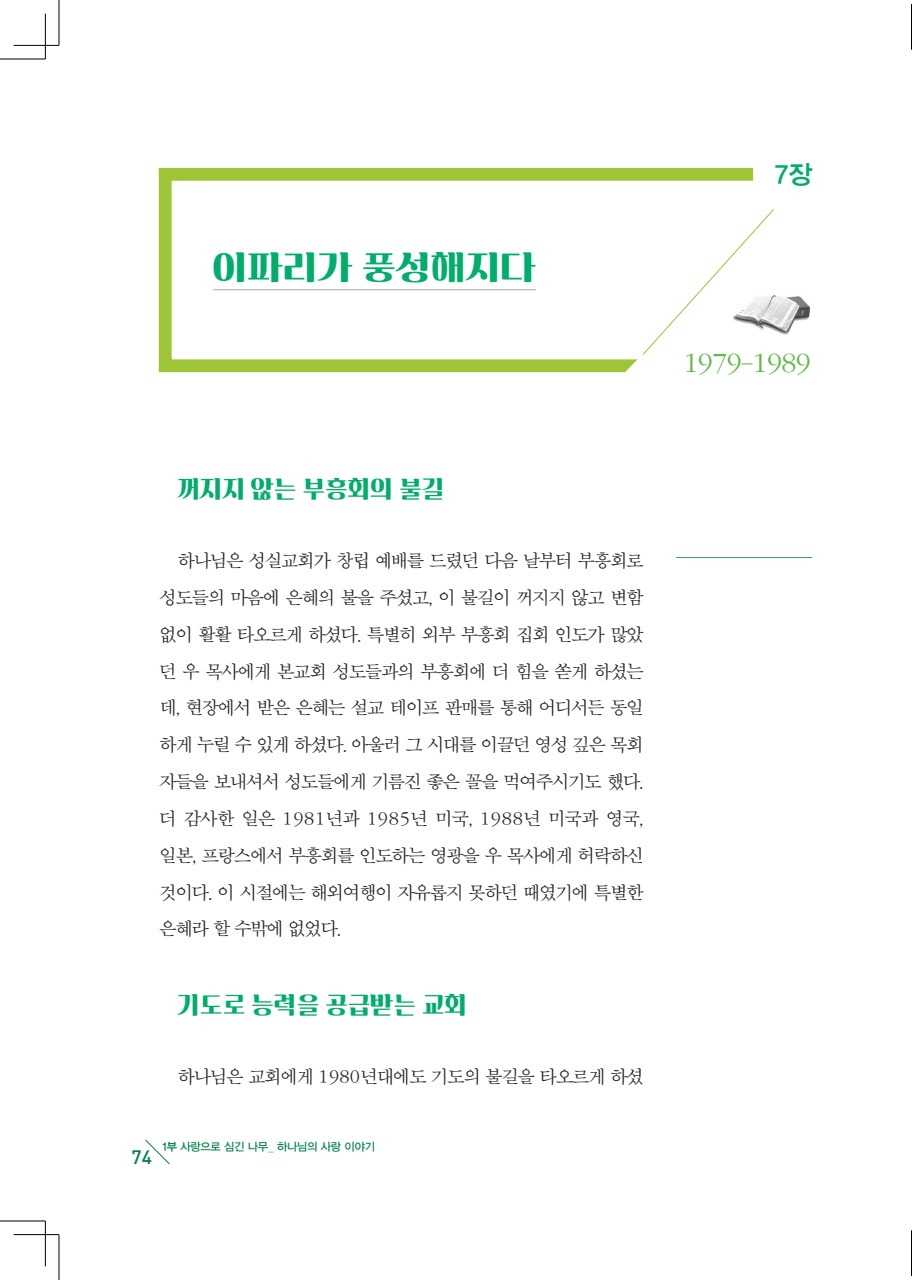 7장
이파리가 풍성해지다
1979-1989
꺼지지 않는 부흥회의 불길
하나님은 성실교회가 창립 예배를 드렸던 다음 날부터 부흥회로
성도들의 마음에 은혜의 불을 주셨고, 이 불길이 꺼지지 않고 변함
없이 활활 타오르게 하셨다. 특별히 외부 부흥회 집회 인도가 많았
던 우 목사에게 본교회 성도들과의 부흥회에 더 힘을 쏟게 하셨는
데, 현장에서 받은 은혜는 설교 테이프 판매를 통해 어디서든 동일
하게 누릴 수 있게 하셨다. 아울러 그 시대를 이끌던 영성 깊은 목회
자들을 보내셔서 성도들에게 기름진 좋은 꼴을 먹여주시기도 했다.
더 감사한 일은 1981년과 1985년 미국, 1988년 미국과 영국,
일본, 프랑스에서 부흥회를 인도하는 영광을 우 목사에게 허락하신
것이다. 이 시절에는 해외여행이 자유롭지 못하던 때였기에 특별한
은혜라 할 수밖에 없었다.
기도로 능력을 공급받는 교회
하나님은 교회에게 1980년대에도 기도의 불길을 타오르게 하셨
74 1부 사랑으로 심긴 나무_ 하나님의 사랑 이야기